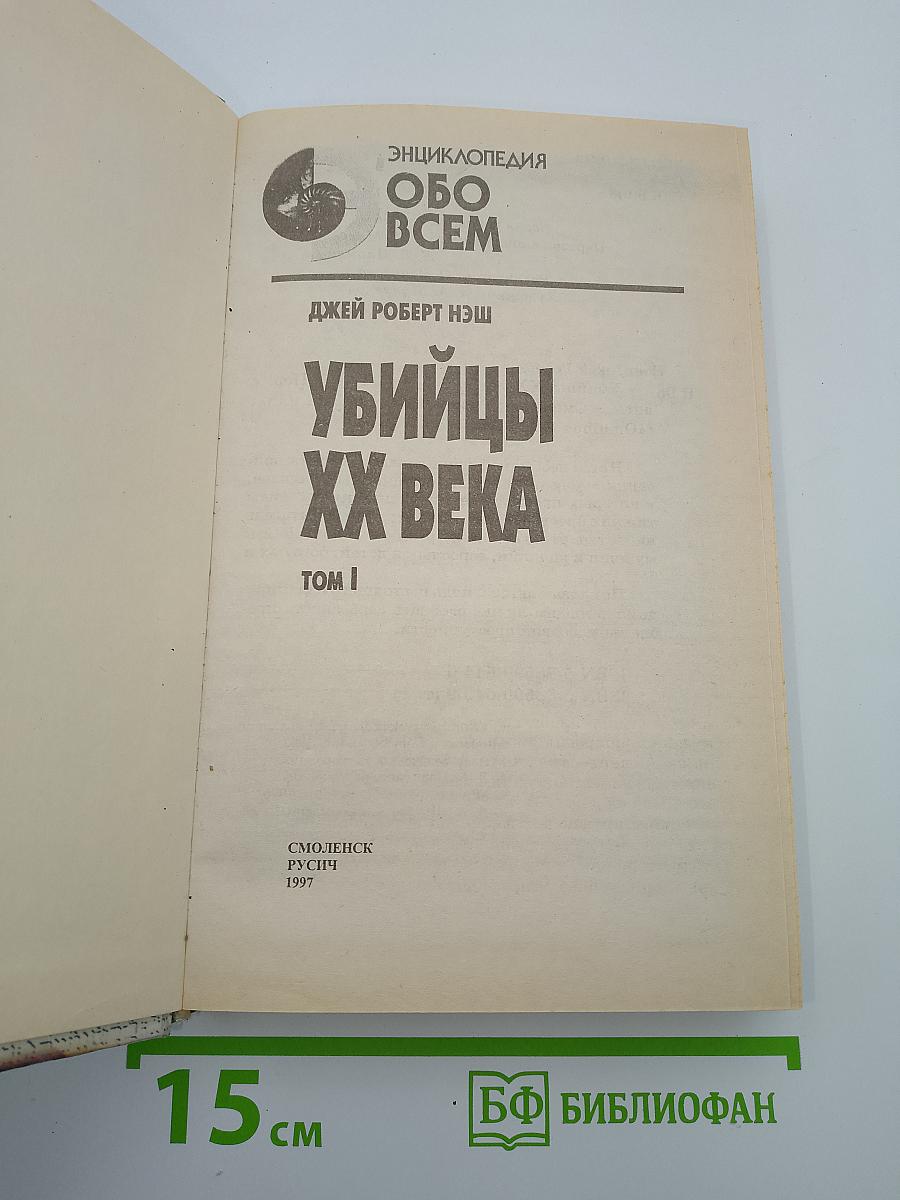 ЭНЦИКЛОПЕДИЯ
ОБО
ВСЕМ
ДЖЕЙ РОБЕРТ НЭШ
УБИЙЦЫ
XX ВЕКА
ТОМ I
СМОЛЕНСК
РУСИЧ
1997
15 см
БФ БИБЛИОФАН